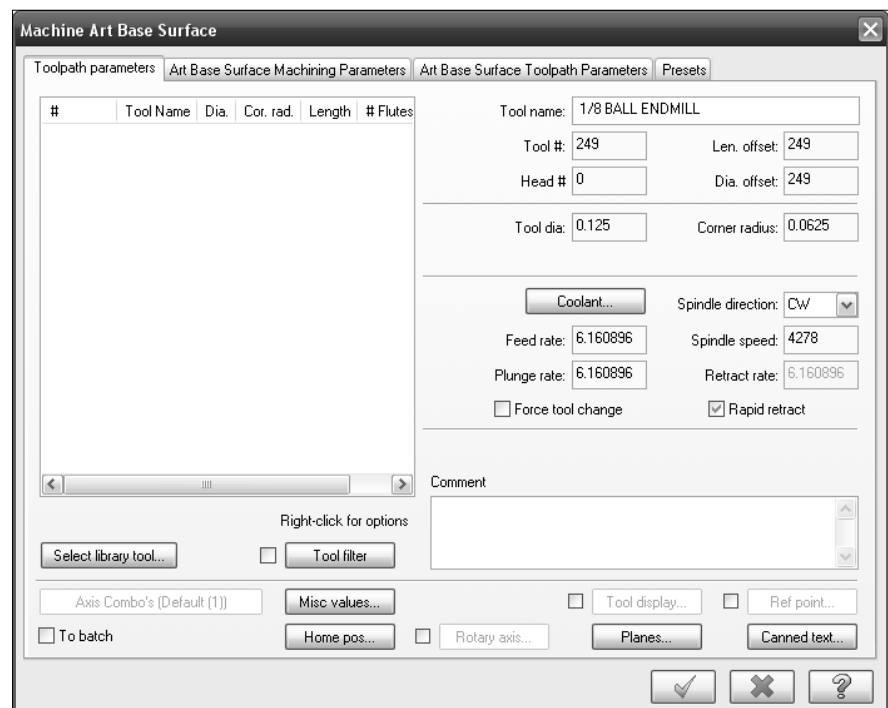 Machine Art Base Surface
Toolpath parameters Art Base Surface Machining Parameters Art Base Surface Toolpath Parameters Presets
# Tool Name Dia. Cor. rad. Length # Flutes
Tool name: 1/8 BALL ENDMILL
Tool #: 249 Len. offset: 249
Head # 0 Dia. offset: 249
Tool dia: 0.125 Corner radius: 0.0625
Coolant... Spindle direction: CW
Feed rate: 6.160896 Spindle speed: 4278
Plunge rate: 6.160896 Retract rate: 6.160896
Force tool change Rapid retract
Comment
Right-click for options
Select library tool... Tool filter
Axis Combo's (Default (1)) Misc values... Tool display... Ref point...
To batch Home pos... Rotary axis... Planes... Canned text...